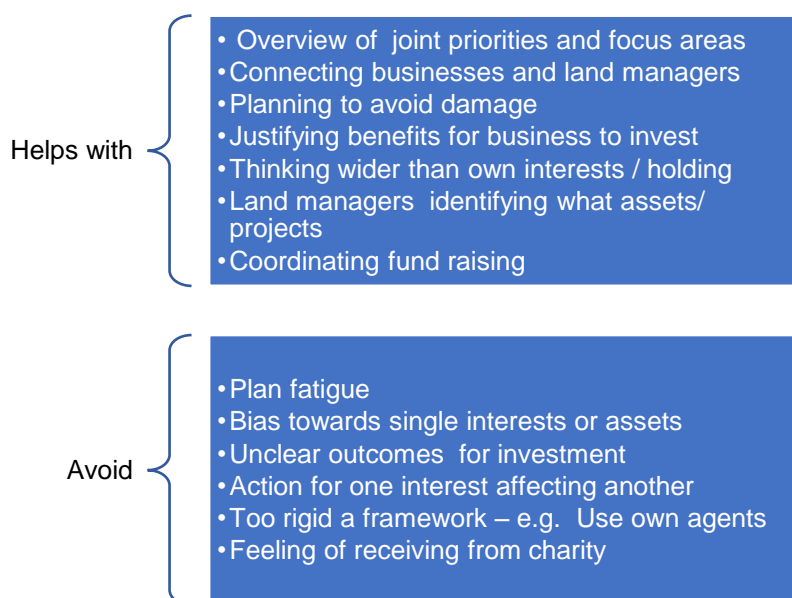 Helps with
• Overview of joint priorities and focus areas
•Connecting businesses and land managers
•Planning to avoid damage
•Justifying benefits for business to invest
•Thinking wider than own interests / holding
•Land managers identifying what assets/
projects
•Coordinating fund raising
Avoid
•Plan fatigue
•Bias towards single interests or assets
•Unclear outcomes for investment
•Action for one interest affecting another
•Too rigid a framework – e.g. Use own agents
•Feeling of receiving from charity